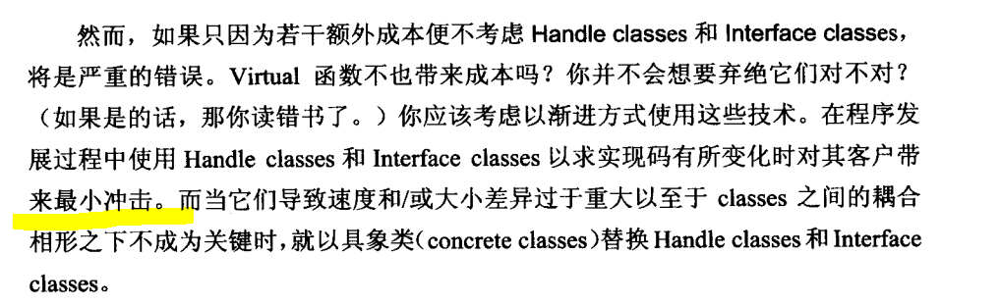 然而，如果只因为若干额外成本便不考虑 Handle classes 和 Interface classes，
将是严重的错误。Virtual 函数不也带来成本吗？你并不会想要弃绝它们对不对？
（如果是的话，那你读错书了。）你应该考虑以渐进方式使用这些技术。在程序发
展过程中使用 Handle classes 和 Interface classes 以求实现码有所变化时对其客户带
来最小冲击。而当它们导致速度和/或大小差异过于重大以至于 classes 之间的耦合
相形之下不成为关键时，就以具象类（concrete classes）替换 Handle classes 和 Interface
classes。